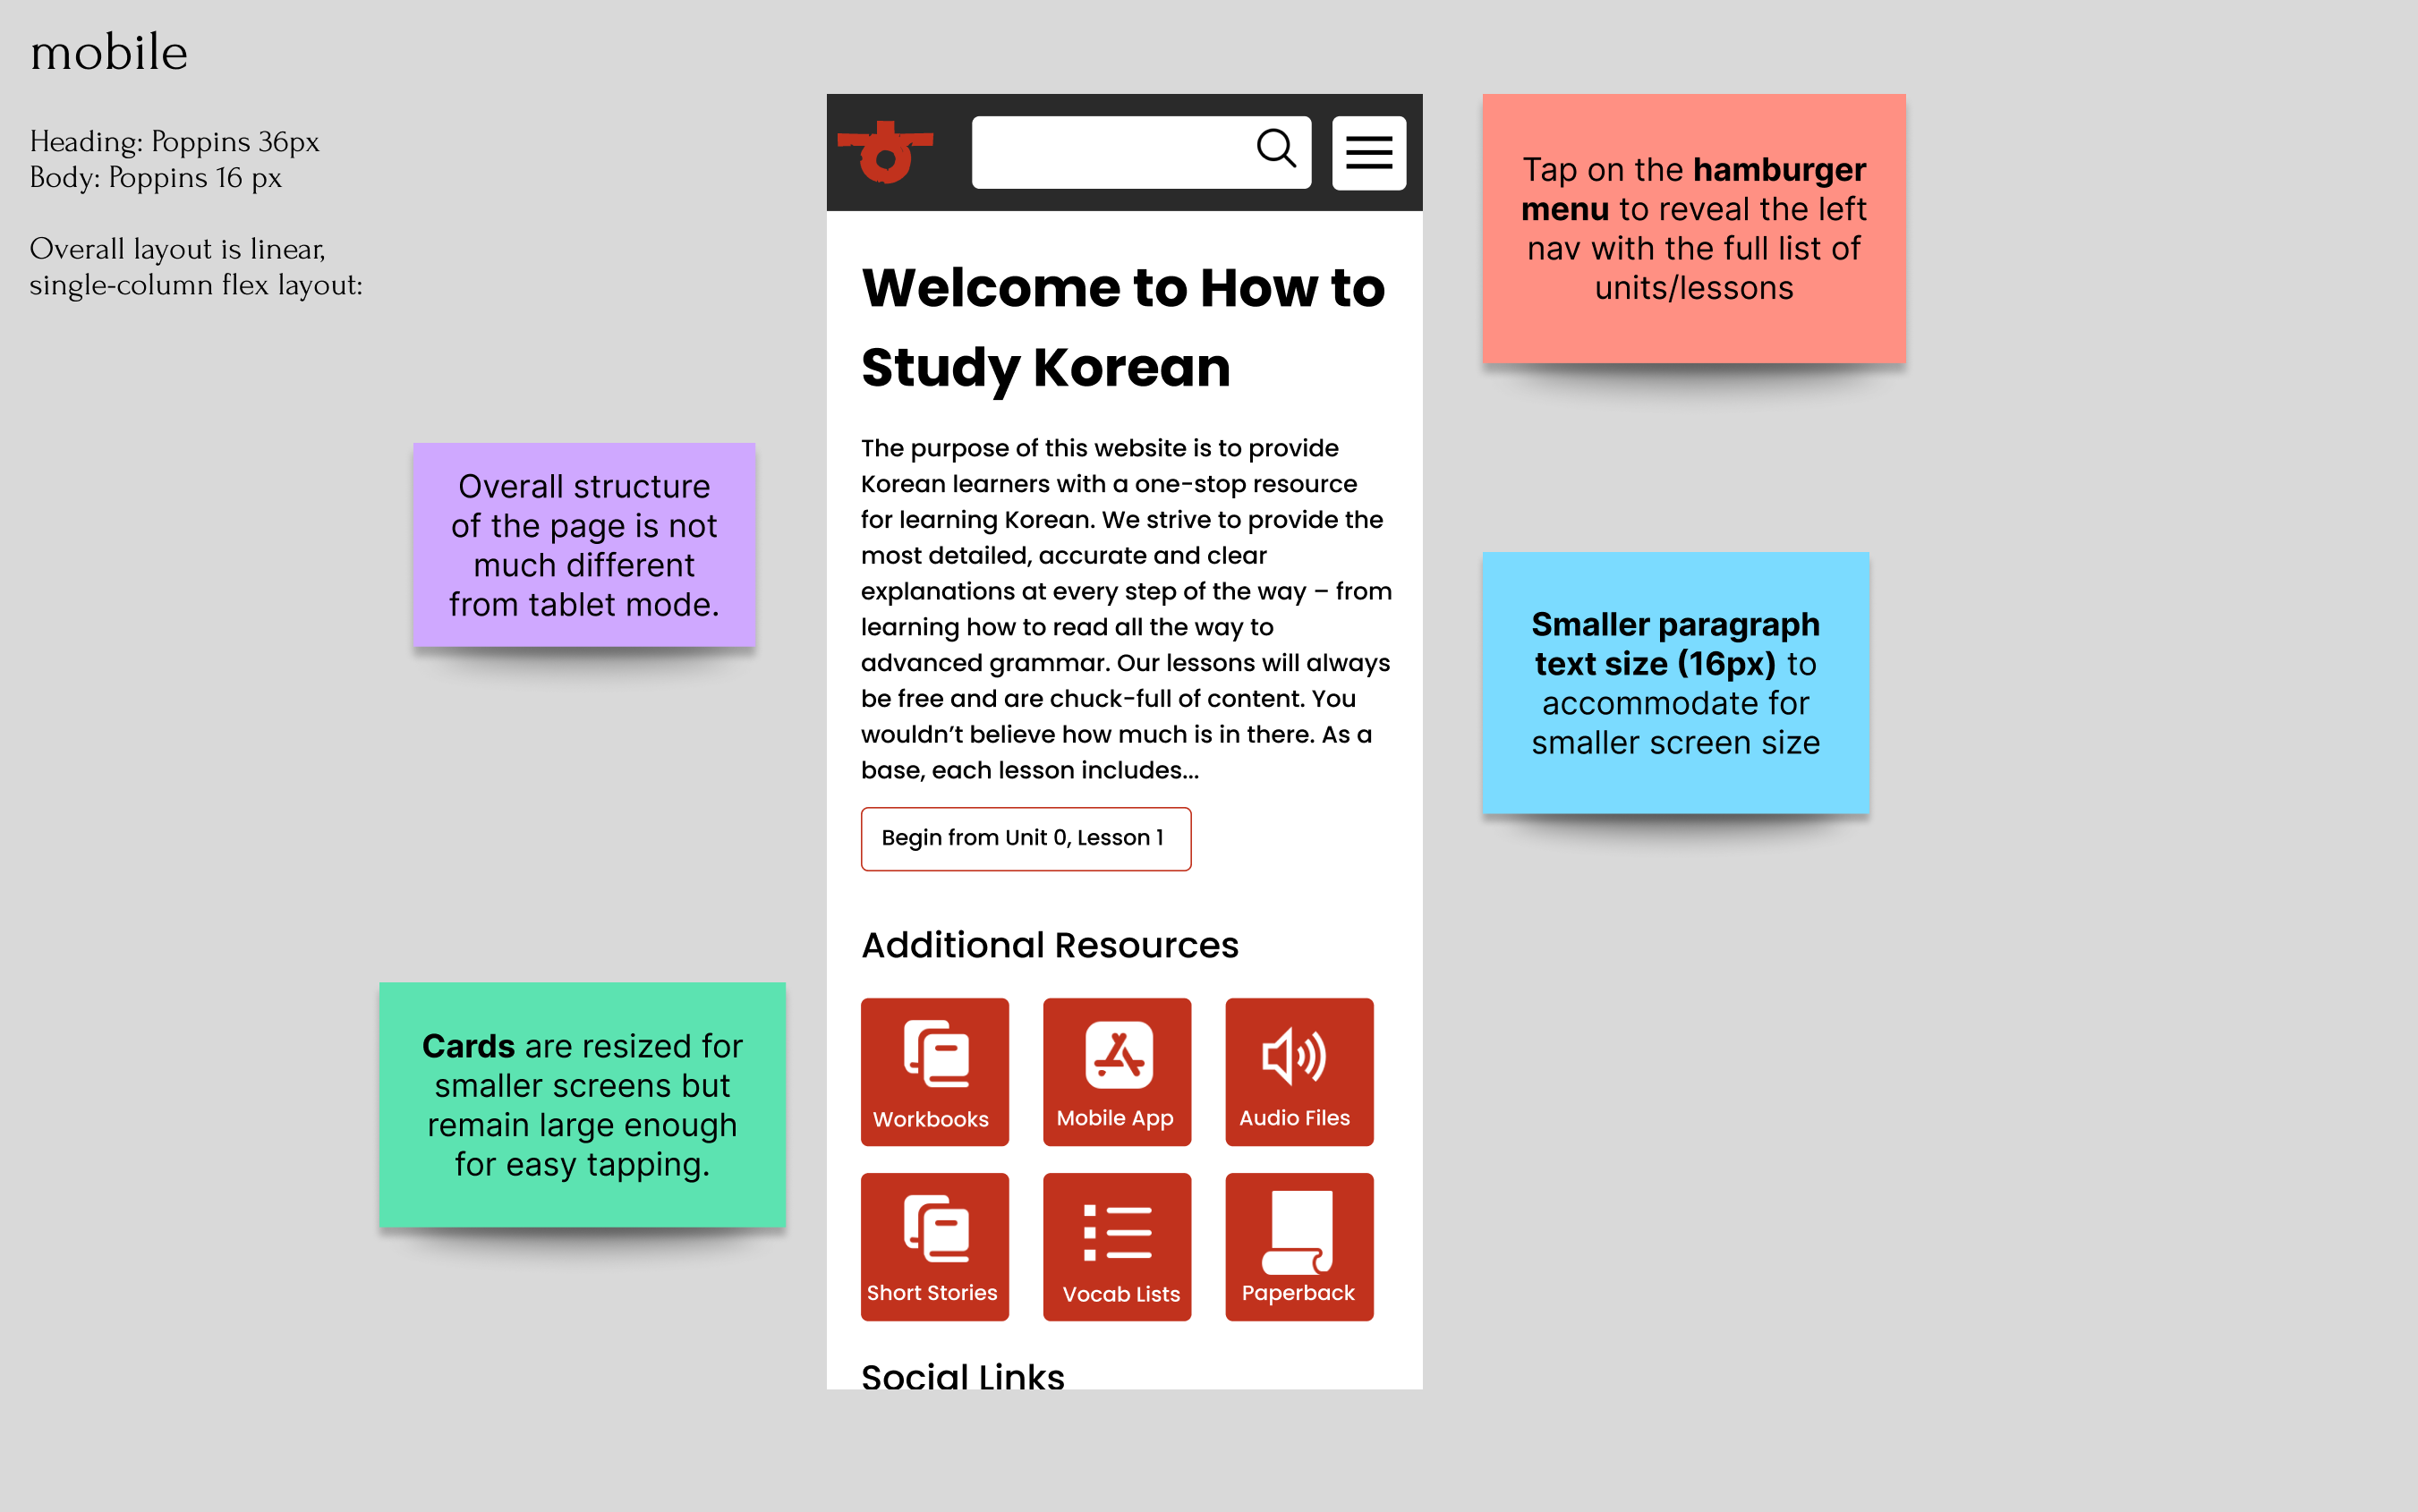 mobile
Heading: Poppins 36px
Body: Poppins 16 px
Overall layout is linear,
single-column flex layout:
Overall structure
of the page is not
much different
from tablet mode.
Cards are resized for
smaller screens but
remain large enough
for easy tapping.
Welcome to How to
Study Korean
The purpose of this website is to provide
Korean learners with a one-stop resource
for learning Korean. We strive to provide the
most detailed, accurate and clear
explanations at every step of the way – from
learning how to read all the way to
advanced grammar. Our lessons will always
be free and are chuck-full of content. You
wouldn’t believe how much is in there. As a
base, each lesson includes...
Begin from Unit 0, Lesson 1
Additional Resources
Workbooks
Mobile App
Audio Files
Short Stories
Vocab Lists
Paperback
Social Links
Tap on the hamburger
menu to reveal the left
nav with the full list of
units/lessons
Smaller paragraph
text size (16px) to
accommodate for
smaller screen size